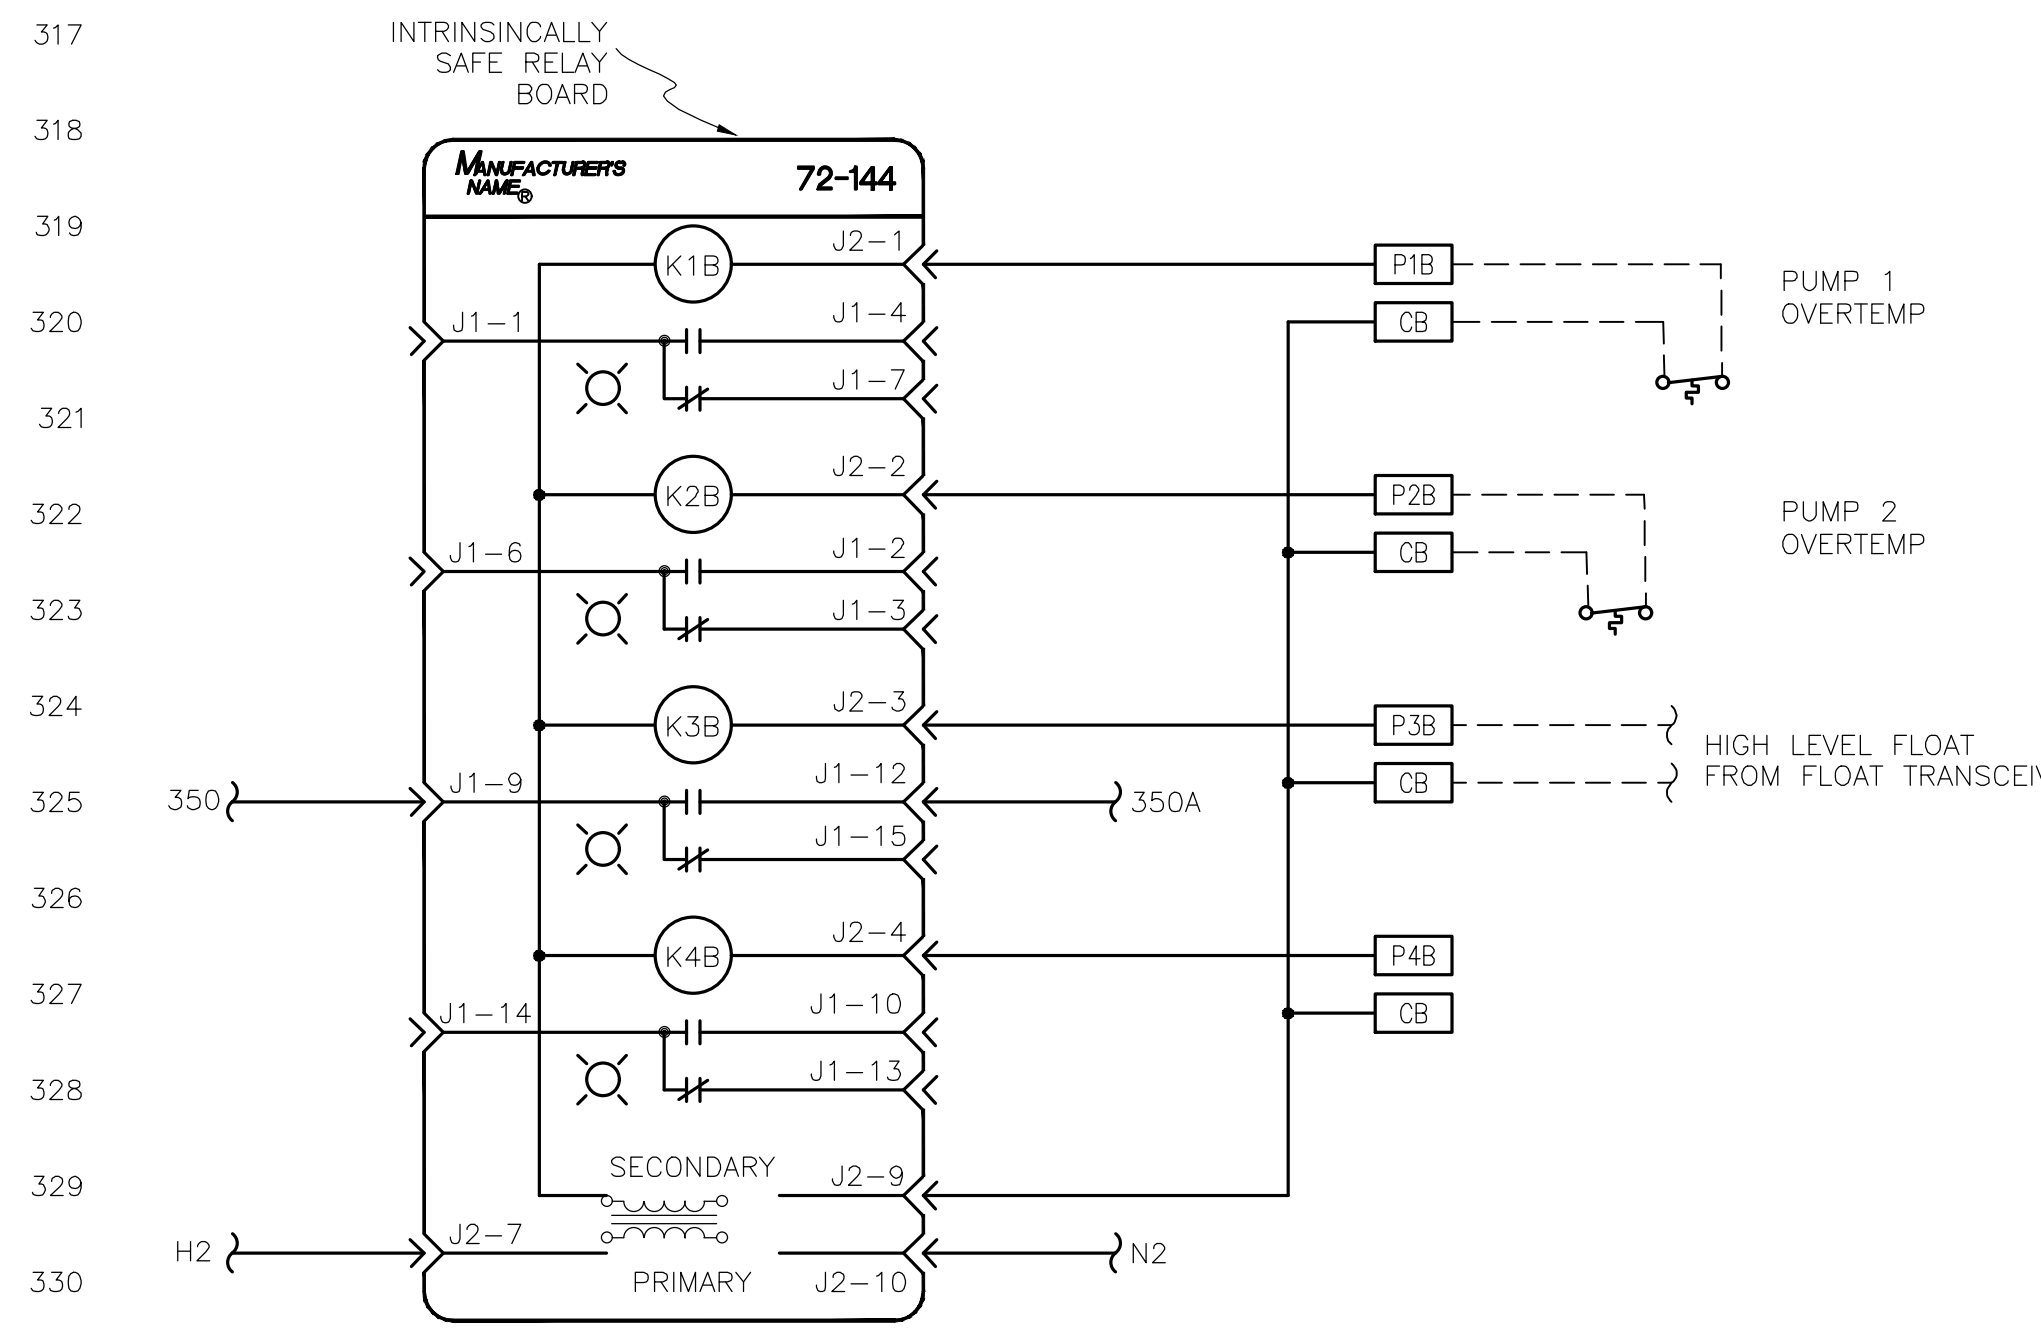 317
INTRINSINCALLY
SAFE RELAY
BOARD
318
MANUFACTURER'S
NAME®
72-144
319
J2-1
K1B
P1B
PUMP 1
OVERTEMP
320
J1-1
J1-4
CB
J1-7
321
J2-2
K2B
P2B
PUMP 2
OVERTEMP
322
J1-6
J1-2
CB
323
J1-3
324
J2-3
K3B
P3B
HIGH LEVEL FLOAT
FROM FLOAT TRANSCEIV
325
350
J1-9
J1-12
350A
CB
J1-15
326
J2-4
K4B
P4B
327
J1-14
J1-10
CB
328
J1-13
329
SECONDARY
J2-9
H2
J2-7
N2
330
PRIMARY
J2-10